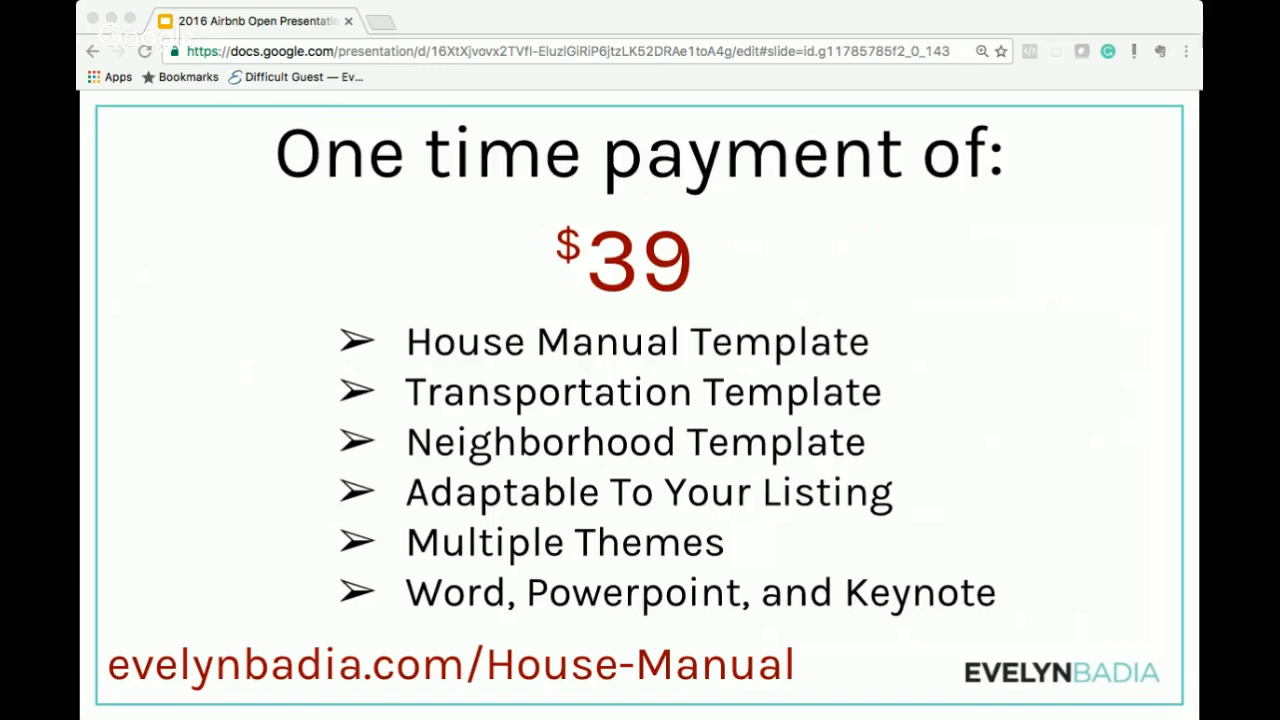 2016 Airbnb Open Presentatio
Google
https://docs.google.com/presentation/d/16XtXjvovx2TVfI-EluzlGiRiP6jtzLK52DRAe1toA4g/edit#slide=id.g11785785f2_0_143
Apps Bookmarks Difficult Guest — Ev...
One time payment of:
$39
➢ House Manual Template
➢ Transportation Template
➢ Neighborhood Template
➢ Adaptable To Your Listing
➢ Multiple Themes
➢ Word, Powerpoint, and Keynote
evelynbadia.com/House-Manual
EVELYNBADIA